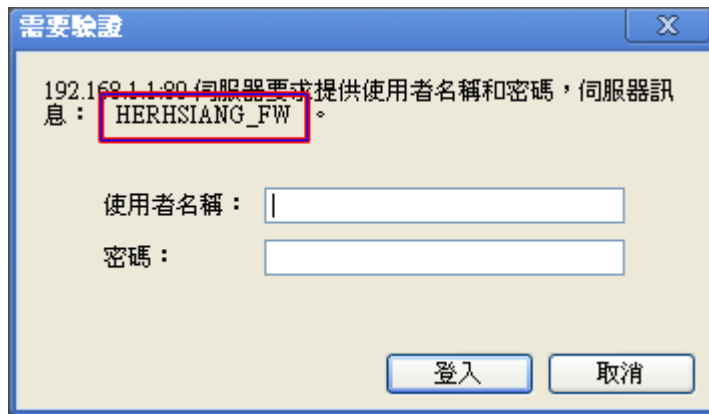 需要驗證
192.168.1.1:80 伺服器要求提供使用者名稱和密碼，伺服器訊
息： HERHSIANG_FW 。
使用者名稱：
密碼：
登入 取消